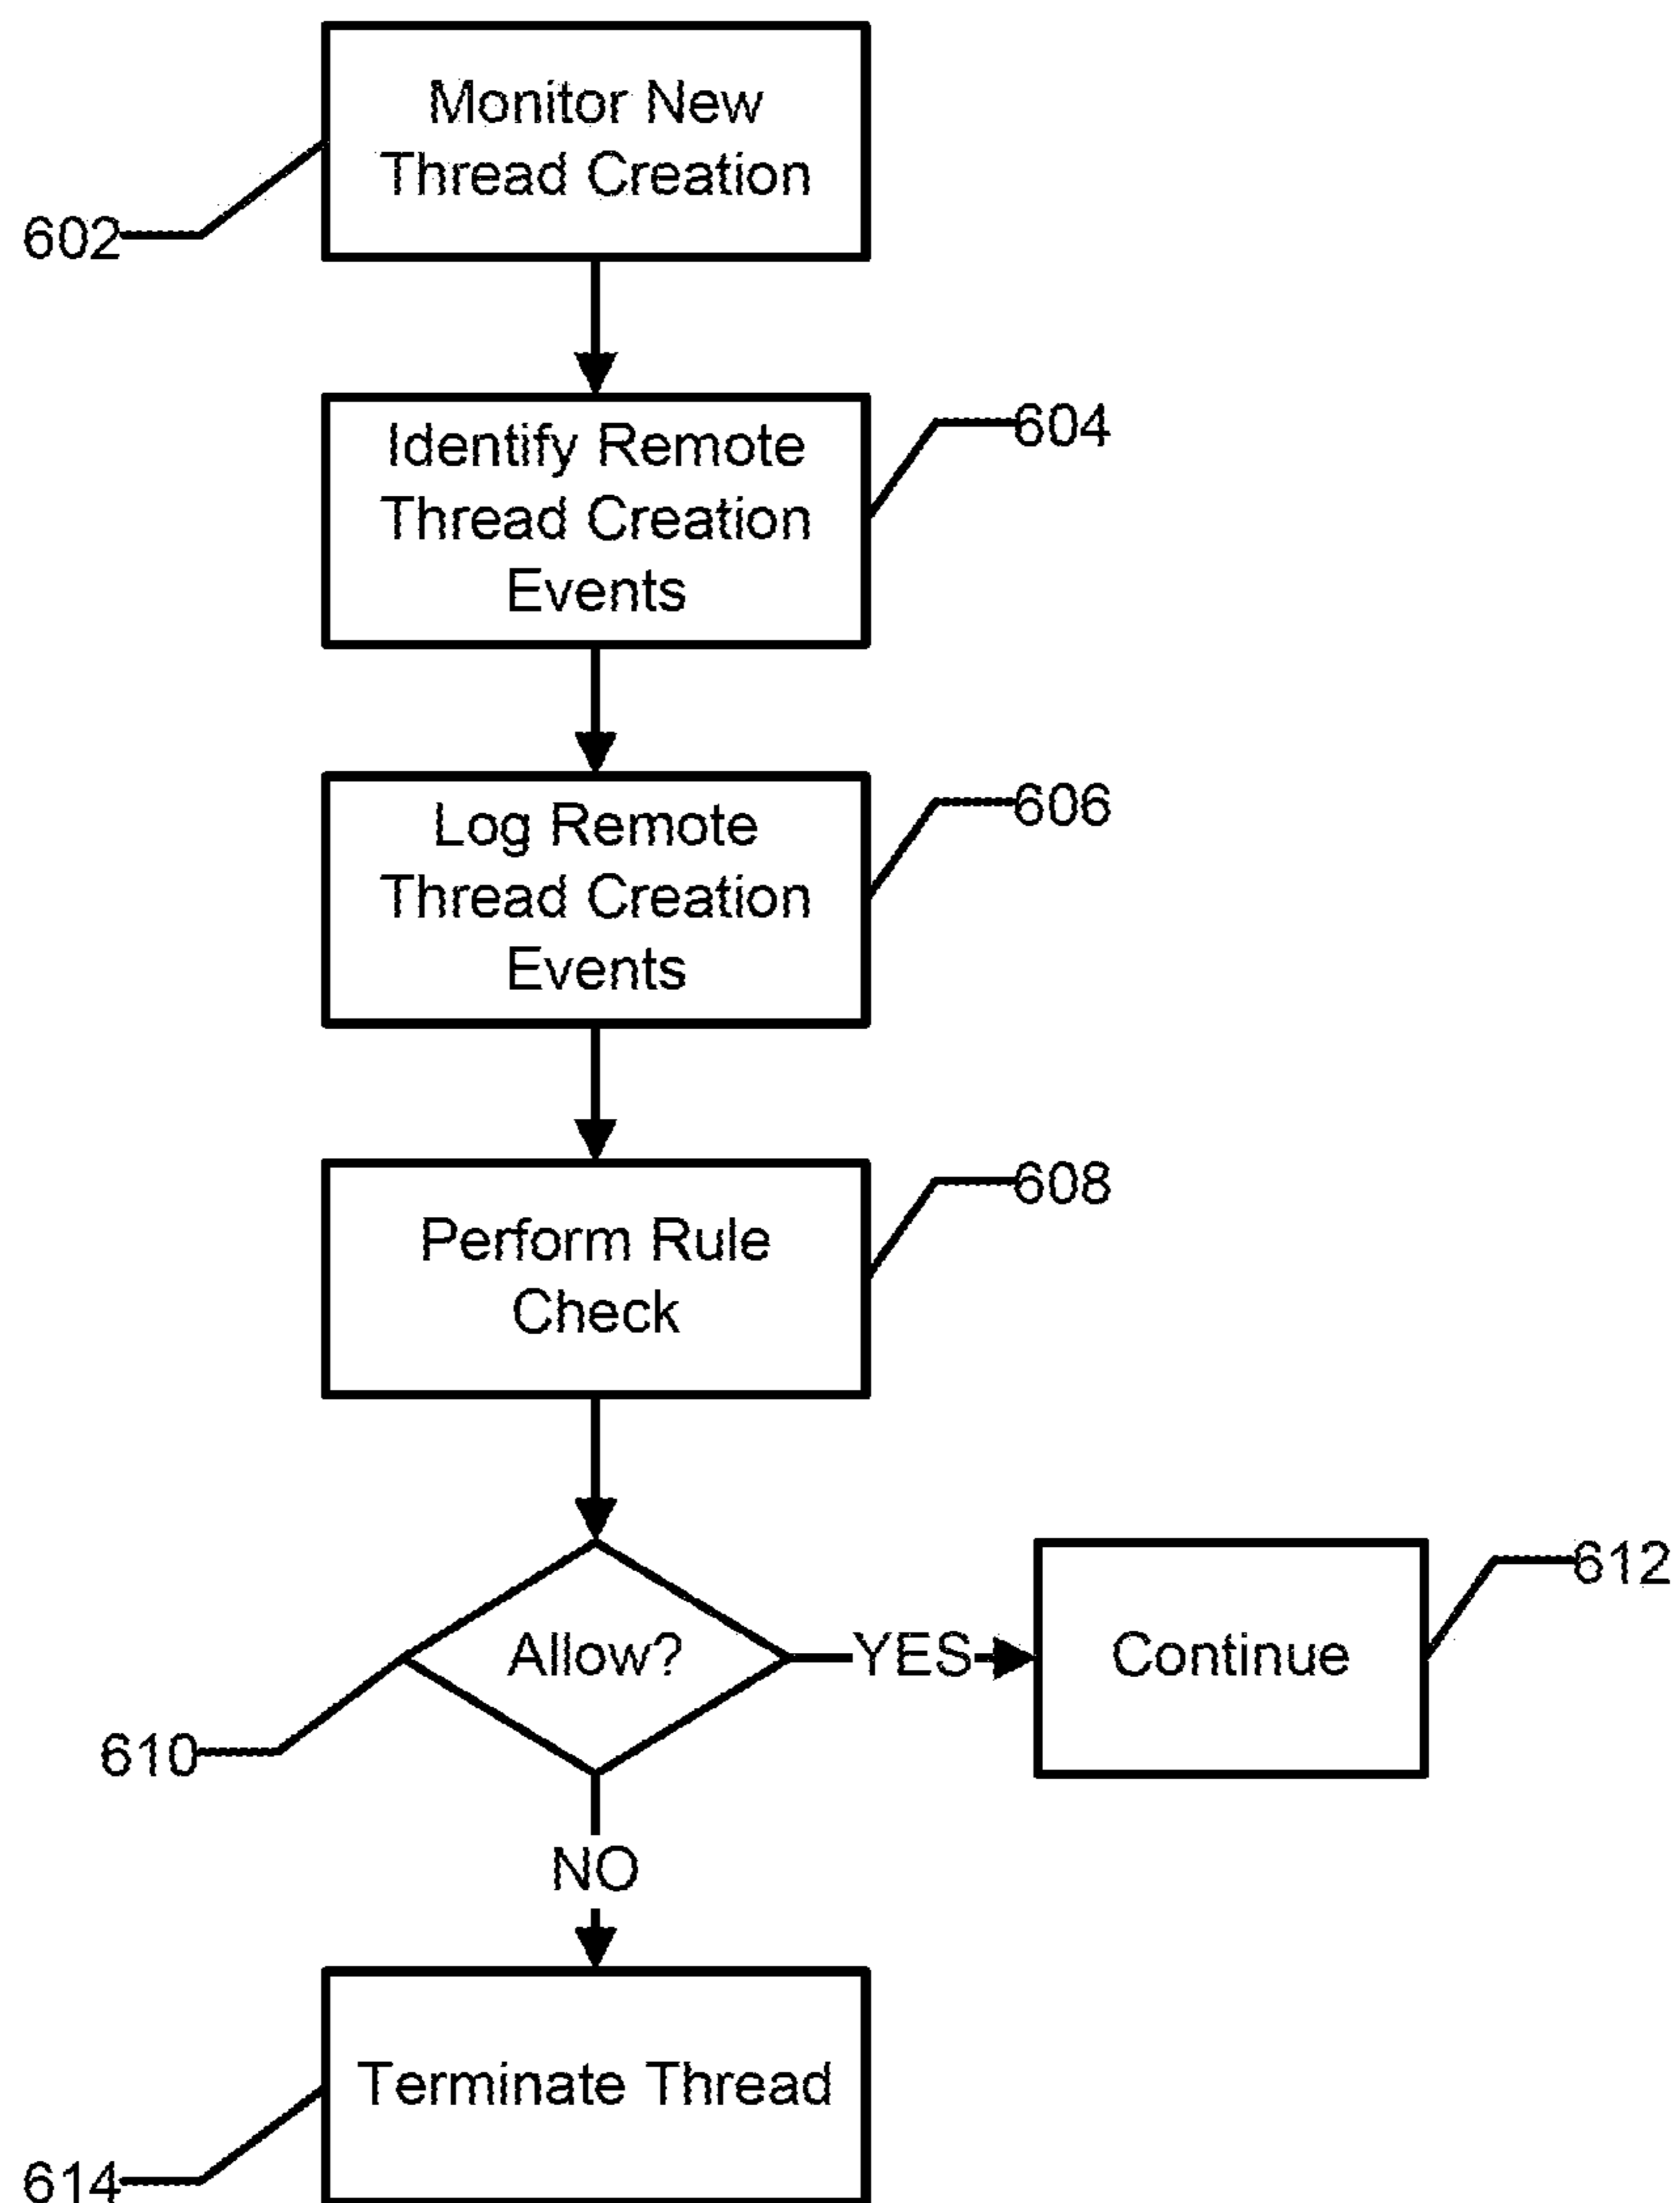 Monitor New
Thread Creation
602
Identify Remote
Thread Creation
Events
604
Log Remote
Thread Creation
Events
606
Perform Rule
Check
608
Allow?
YES
Continue
612
610
NO
Terminate Thread
614